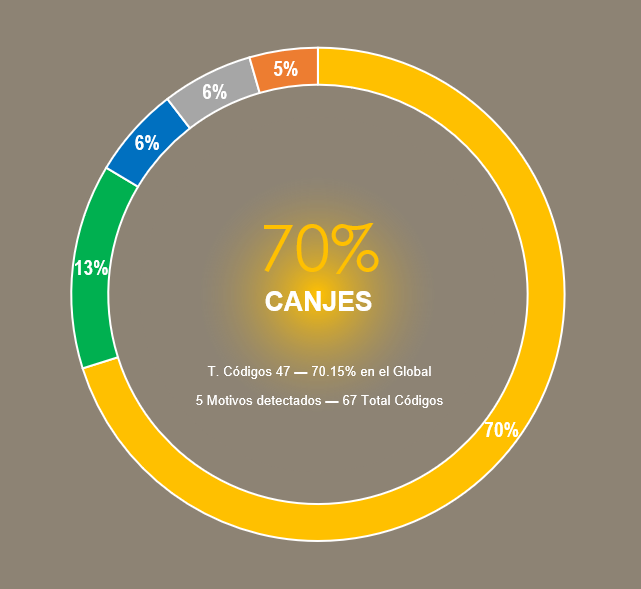 5%
6%
6%
13%
70%
CANJES
T. Códigos 47 — 70.15% en el Global
5 Motivos detectados — 67 Total Códigos
70%